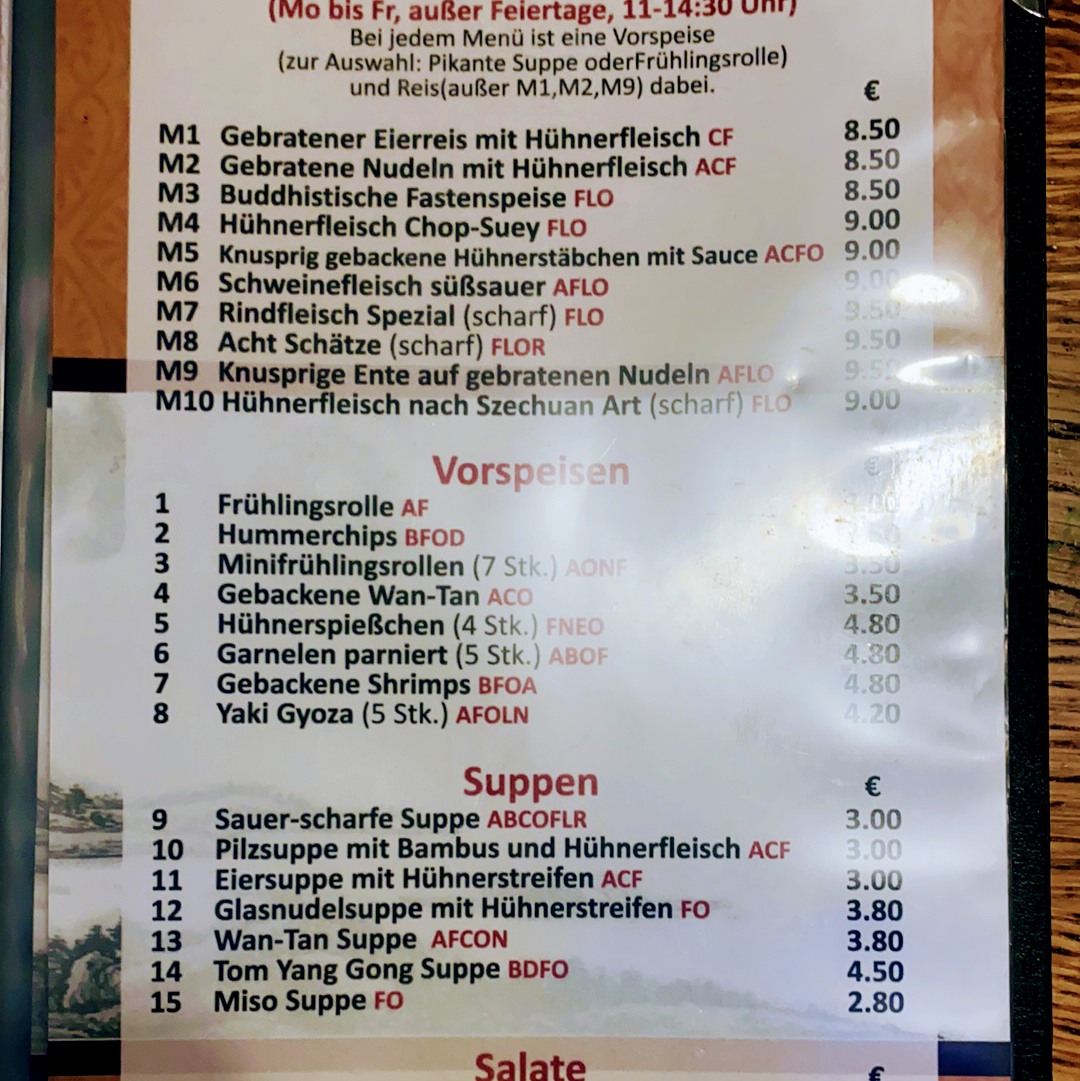 (Mo bis Fr, außer Feiertage, 11-14:30 Uhr)
Bei jedem Menü ist eine Vorspeise
(zur Auswahl: Pikante Suppe oderFrühlingsrolle)
und Reis(außer M1,M2,M9) dabei.
€
M1 Gebratener Eierreis mit Hühnerfleisch CF 8.50
M2 Gebratene Nudeln mit Hühnerfleisch ACF 8.50
M3 Buddhistische Fastenspeise FLO 8.50
M4 Hühnerfleisch Chop-Suey FLO 9.00
M5 Knusprig gebackene Hühnerstäbchen mit Sauce ACFO 9.00
M6 Schweinefleisch süßsauer AFLO 9.00
M7 Rindfleisch Spezial (scharf) FLO 9.50
M8 Acht Schätze (scharf) FLOR 9.50
M9 Knusprige Ente auf gebratenen Nudeln AFLO 9.50
M10 Hühnerfleisch nach Szechuan Art (scharf) FLO 9.00
Vorspeisen €
1 Frühlingsrolle AF
2 Hummerchips BFOD
3 Minifrühlingsrollen (7 Stk.) AONF 3.50
4 Gebackene Wan-Tan ACO 3.50
5 Hühnerspießchen (4 Stk.) FNEO 4.80
6 Garnelen parniert (5 Stk.) ABOF 4.80
7 Gebackene Shrimps BFOA 4.80
8 Yaki Gyoza (5 Stk.) AFOLN 4.20
Suppen €
9 Sauer-scharfe Suppe ABCOFLR 3.00
10 Pilzsuppe mit Bambus und Hühnerfleisch ACF 3.00
11 Eiersuppe mit Hühnerstreifen ACF 3.00
12 Glasnudelsuppe mit Hühnerstreifen FO 3.80
13 Wan-Tan Suppe AFCON 3.80
14 Tom Yang Gong Suppe BDFO 4.50
15 Miso Suppe FO 2.80
Salate €